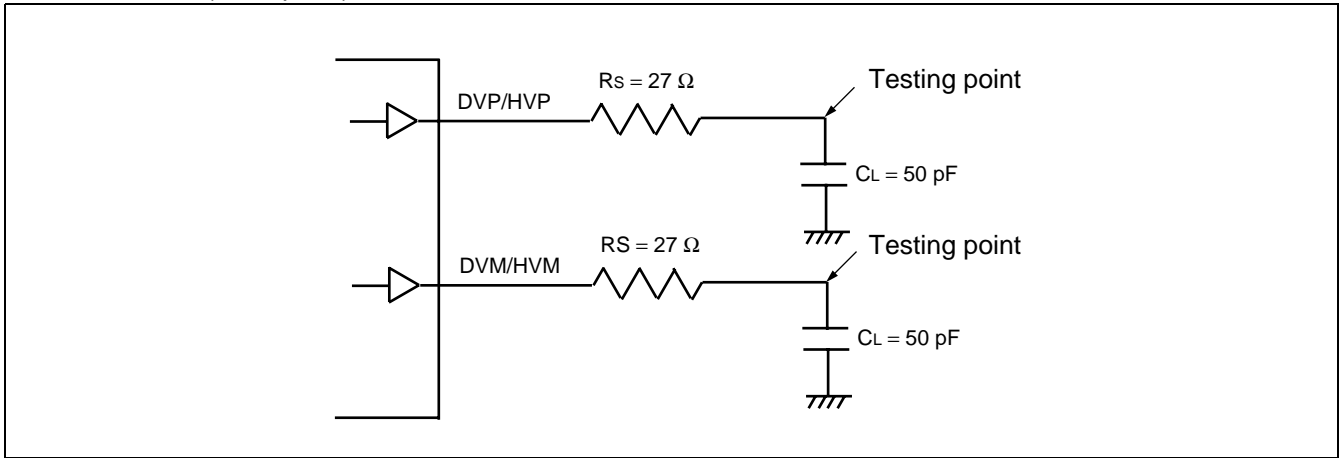 Rs = 27 Ω
Testing point
DVP/HVP
CL = 50 pF
RS = 27 Ω
Testing point
DVM/HVM
CL = 50 pF